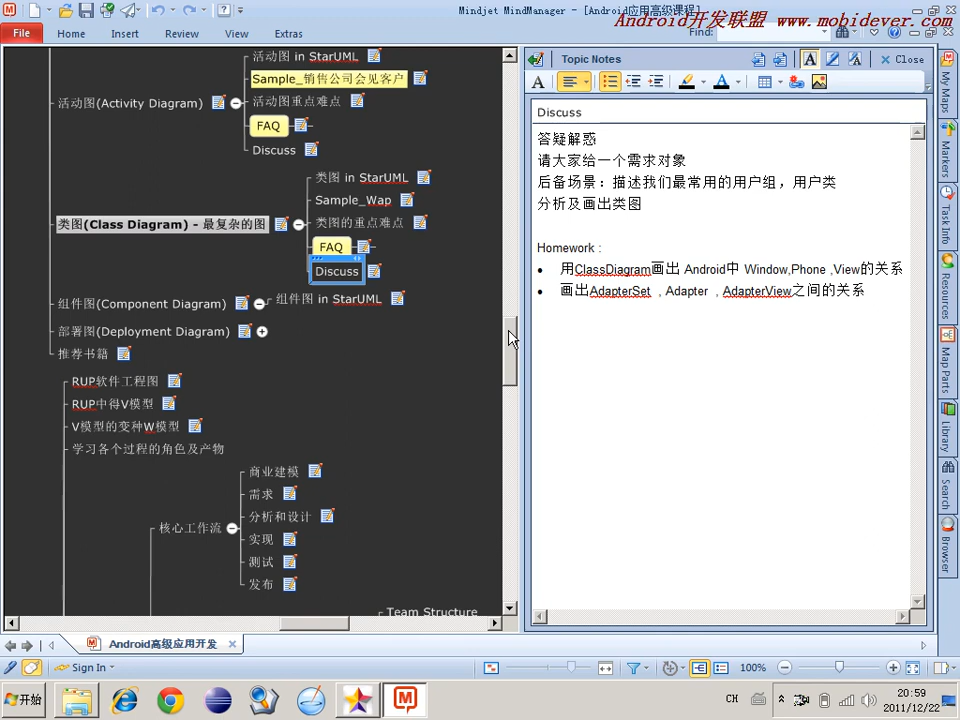 Mindjet MindManager - [Android应用高级课程]
Android开发联盟 www.mobidever.com
File Home Insert Review View Extras
Find:
活动图 in StarUML
Sample_销售公司会见客户
活动图(Activity Diagram)
活动图重点难点
FAQ
Discuss
类图 in StarUML
Sample_Wap
类图(Class Diagram) - 最复杂的图
类图的重点难点
FAQ
Discuss
组件图(Component Diagram)
组件图 in StarUML
部署图(Deployment Diagram)
推荐书籍
RUP软件工程图
RUP中得V模型
V模型的变种W模型
学习各个过程的角色及产物
商业建模
需求
分析和设计
核心工作流
实现
测试
发布
Team Structure
Topic Notes
Close
Discuss
答疑解惑
请大家给一个需求对象
后备场景：描述我们最常用的用户组，用户类
分析及画出类图
Homework :
• 用ClassDiagram画出 Android中 Window,Phone ,View的关系
• 画出AdapterSet , Adapter , AdapterView之间的关系
My Maps
Markers
Task Info
Resources
Map Parts
Library
Search
Browser
Android高级应用开发
Sign In
100%
开始
CH
20:59
2011/12/22